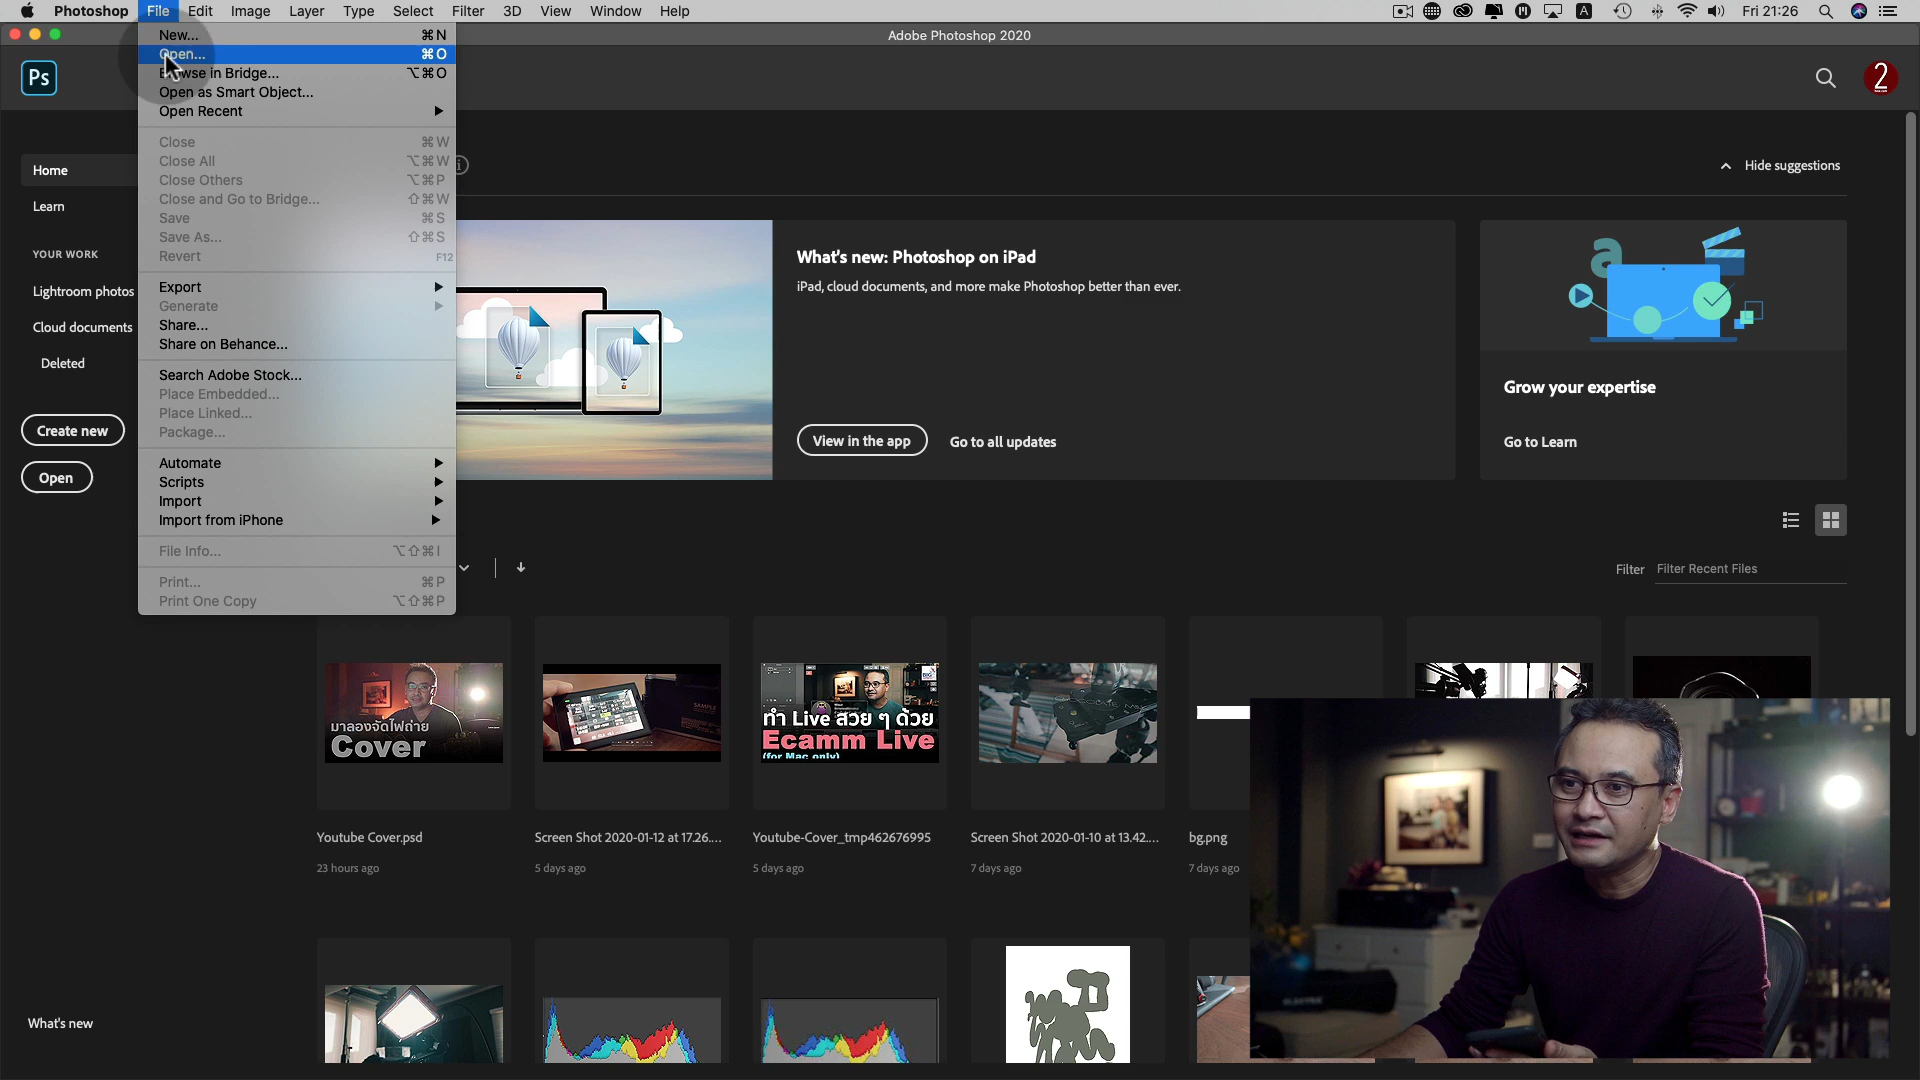 Photoshop File Edit Image Layer Type Select Filter 3D View Window Help
A Fri 21:26
Adobe Photoshop 2020
New... ⌘N
Open... ⌘O
wse in Bridge... ⌥⌘O
Open as Smart Object...
Open Recent
Close ⌘W
Close All ⌥⌘W
Close Others ⌥⌘P
Close and Go to Bridge... ⇧⌘W
Save ⌘S
Save As... ⇧⌘S
Revert F12
Export
Generate
Share...
Share on Behance...
Search Adobe Stock...
Place Embedded...
Place Linked...
Package...
Automate
Scripts
Import
Import from iPhone
File Info... ⌥⇧⌘I
Print... ⌘P
Print One Copy ⌥⇧⌘P
Ps
2
Home
Learn
YOUR WORK
Lightroom photos
Cloud documents
Deleted
Create new
Open
What's new
Hide suggestions
What's new: Photoshop on iPad
iPad, cloud documents, and more make Photoshop better than ever.
View in the app Go to all updates
Grow your expertise
Go to Learn
Filter Filter Recent Files
มาลองจัดไฟถ่าย
Cover
SAMPLE
ทำ Live สวย ๆ ด้วย
Ecamm Live
(for Mac only)
Youtube Cover.psd
23 hours ago
Screen Shot 2020-01-12 at 17.26....
5 days ago
Youtube-Cover_tmp462676995
5 days ago
Screen Shot 2020-01-10 at 13.42....
7 days ago
bg.png
7 days ago